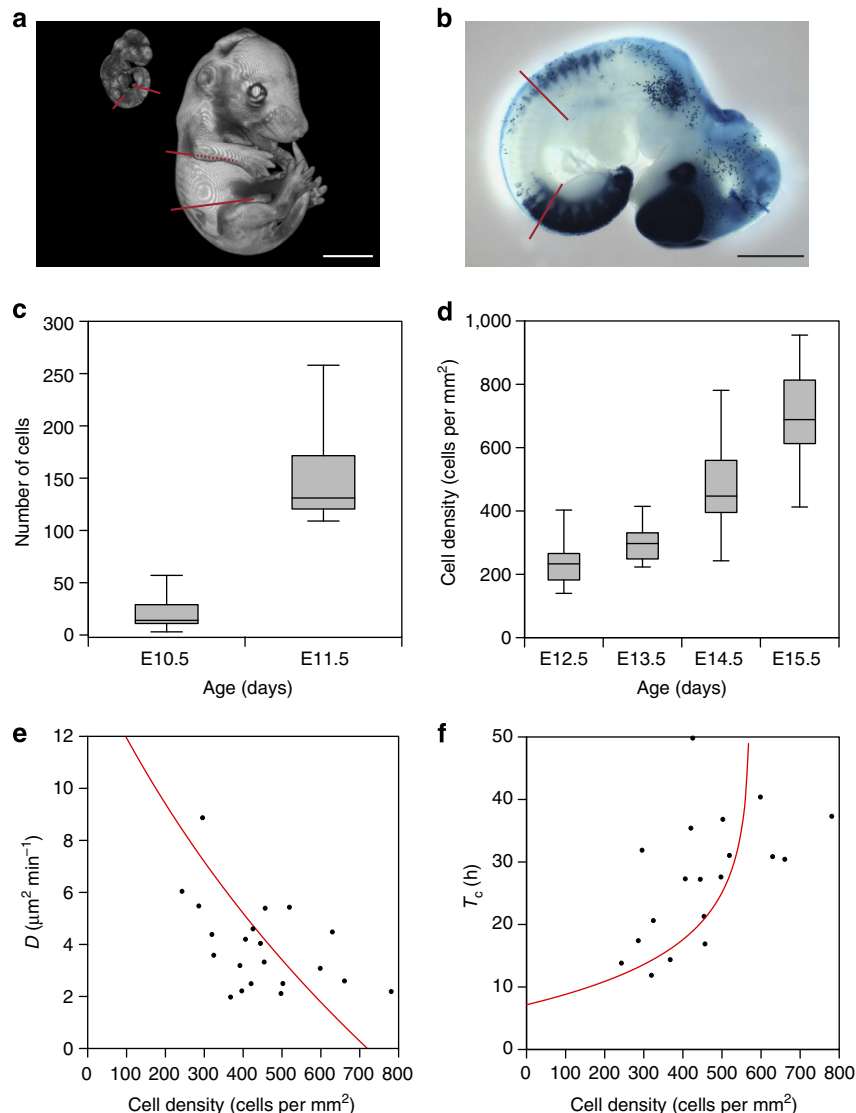 a
b
c
300
250
200
150
100
50
0
Number of cells
E10.5
E11.5
Age (days)
d
1,000
800
600
400
200
0
Cell density (cells per mm²)
E12.5
E13.5
E14.5
E15.5
Age (days)
e
12
10
8
6
4
2
0
D (μm² min⁻¹)
0 100 200 300 400 500 600 700 800
Cell density (cells per mm²)
f
50
40
30
20
10
0
Tc (h)
0 100 200 300 400 500 600 700 800
Cell density (cells per mm²)